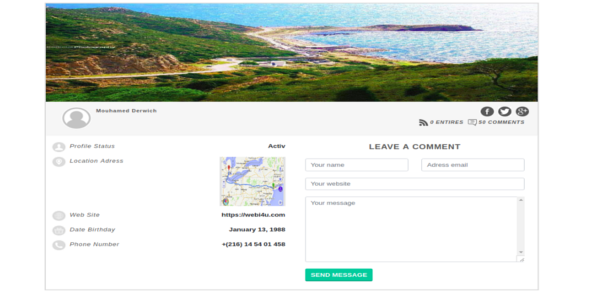 Mouhamed Derwich
0 ENTIRES 50 COMMENTS
Profile Status Activ
Location Adress
Web Site https://webi4u.com
Date Birthday January 13, 1988
Phone Number +(216) 14 54 01 458
LEAVE A COMMENT
Your name Adress email
Your website
Your message
SEND MESSAGE